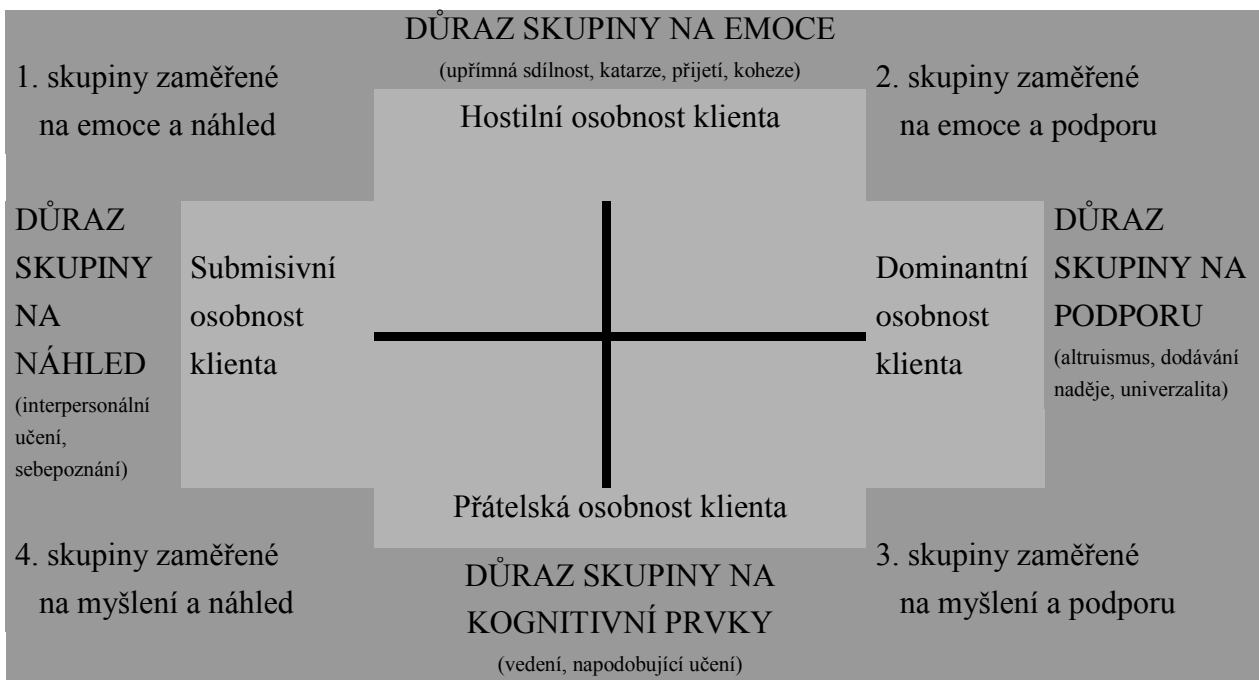 DŮRAZ SKUPINY NA EMOCE
(upřímná sdílnost, katarze, přijetí, koheze)
1. skupiny zaměřené
na emoce a náhled
2. skupiny zaměřené
na emoce a podporu
Hostilní osobnost klienta
DŮRAZ
SKUPINY
NA
NÁHLED
(interpersonální
učení,
sebepoznání)
Submisivní
osobnost
klienta
Dominantní
osobnost
klienta
DŮRAZ
SKUPINY NA
PODPORU
(altruismus, dodávání
naděje, univerzalita)
Přátelská osobnost klienta
4. skupiny zaměřené
na myšlení a náhled
DŮRAZ SKUPINY NA
KOGNITIVNÍ PRVKY
(vedení, napodobující učení)
3. skupiny zaměřené
na myšlení a podporu